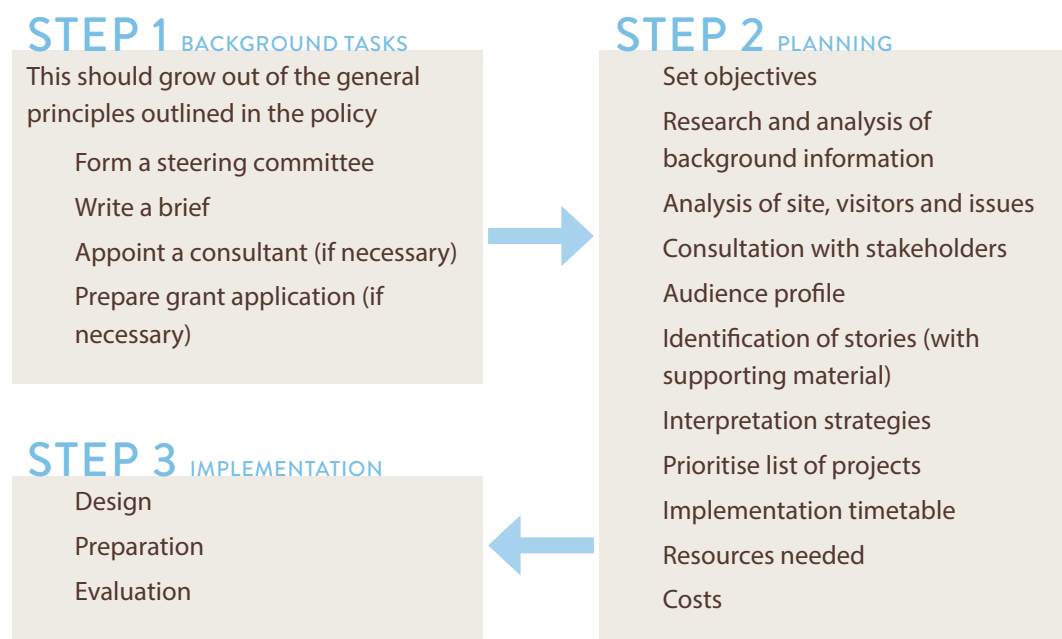 STEP 1 BACKGROUND TASKS
This should grow out of the general
principles outlined in the policy
Form a steering committee
Write a brief
Appoint a consultant (if necessary)
Prepare grant application (if
necessary)
STEP 2 PLANNING
Set objectives
Research and analysis of
background information
Analysis of site, visitors and issues
Consultation with stakeholders
Audience profile
Identification of stories (with
supporting material)
Interpretation strategies
Prioritise list of projects
Implementation timetable
Resources needed
Costs
STEP 3 IMPLEMENTATION
Design
Preparation
Evaluation